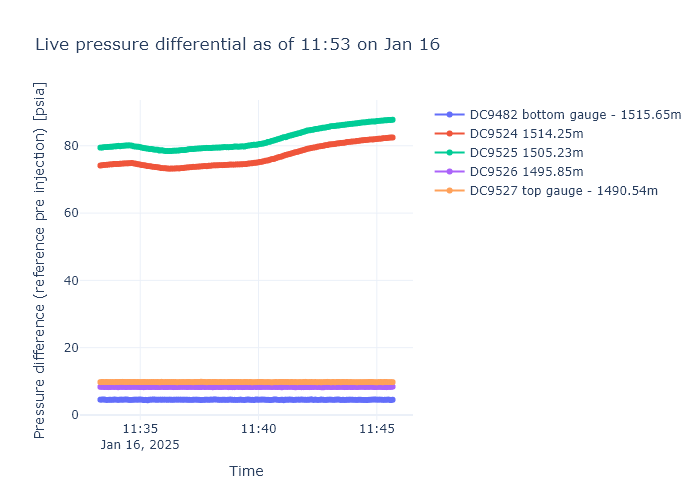 Live pressure differential as of 11:53 on Jan 16
Pressure difference (reference pre injection) [psia]
80
60
40
20
0
11:35
Jan 16, 2025
11:40
11:45
Time
DC9482 bottom gauge - 1515.65m
DC9524 1514.25m
DC9525 1505.23m
DC9526 1495.85m
DC9527 top gauge - 1490.54m